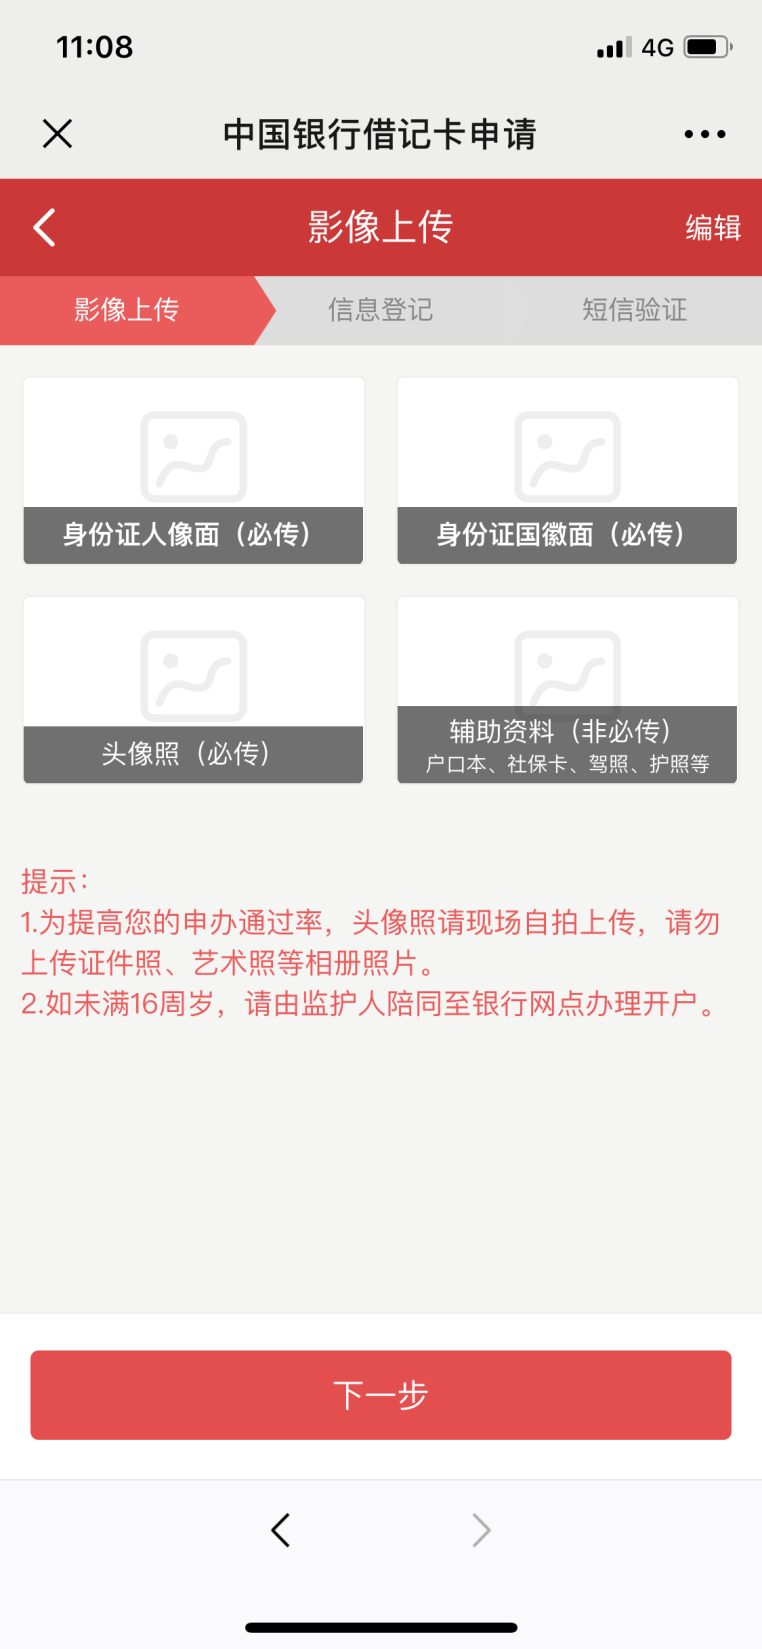 11:08
4G
中国银行借记卡申请
影像上传
编辑
影像上传
信息登记
短信验证
身份证人像面（必传）
身份证国徽面（必传）
头像照（必传）
辅助资料（非必传）
户口本、社保卡、驾照、护照等
提示：
1.为提高您的申办通过率，头像照请现场自拍上传，请勿
上传证件照、艺术照等相册照片。
2.如未满16周岁，请由监护人陪同至银行网点办理开户。
下一步